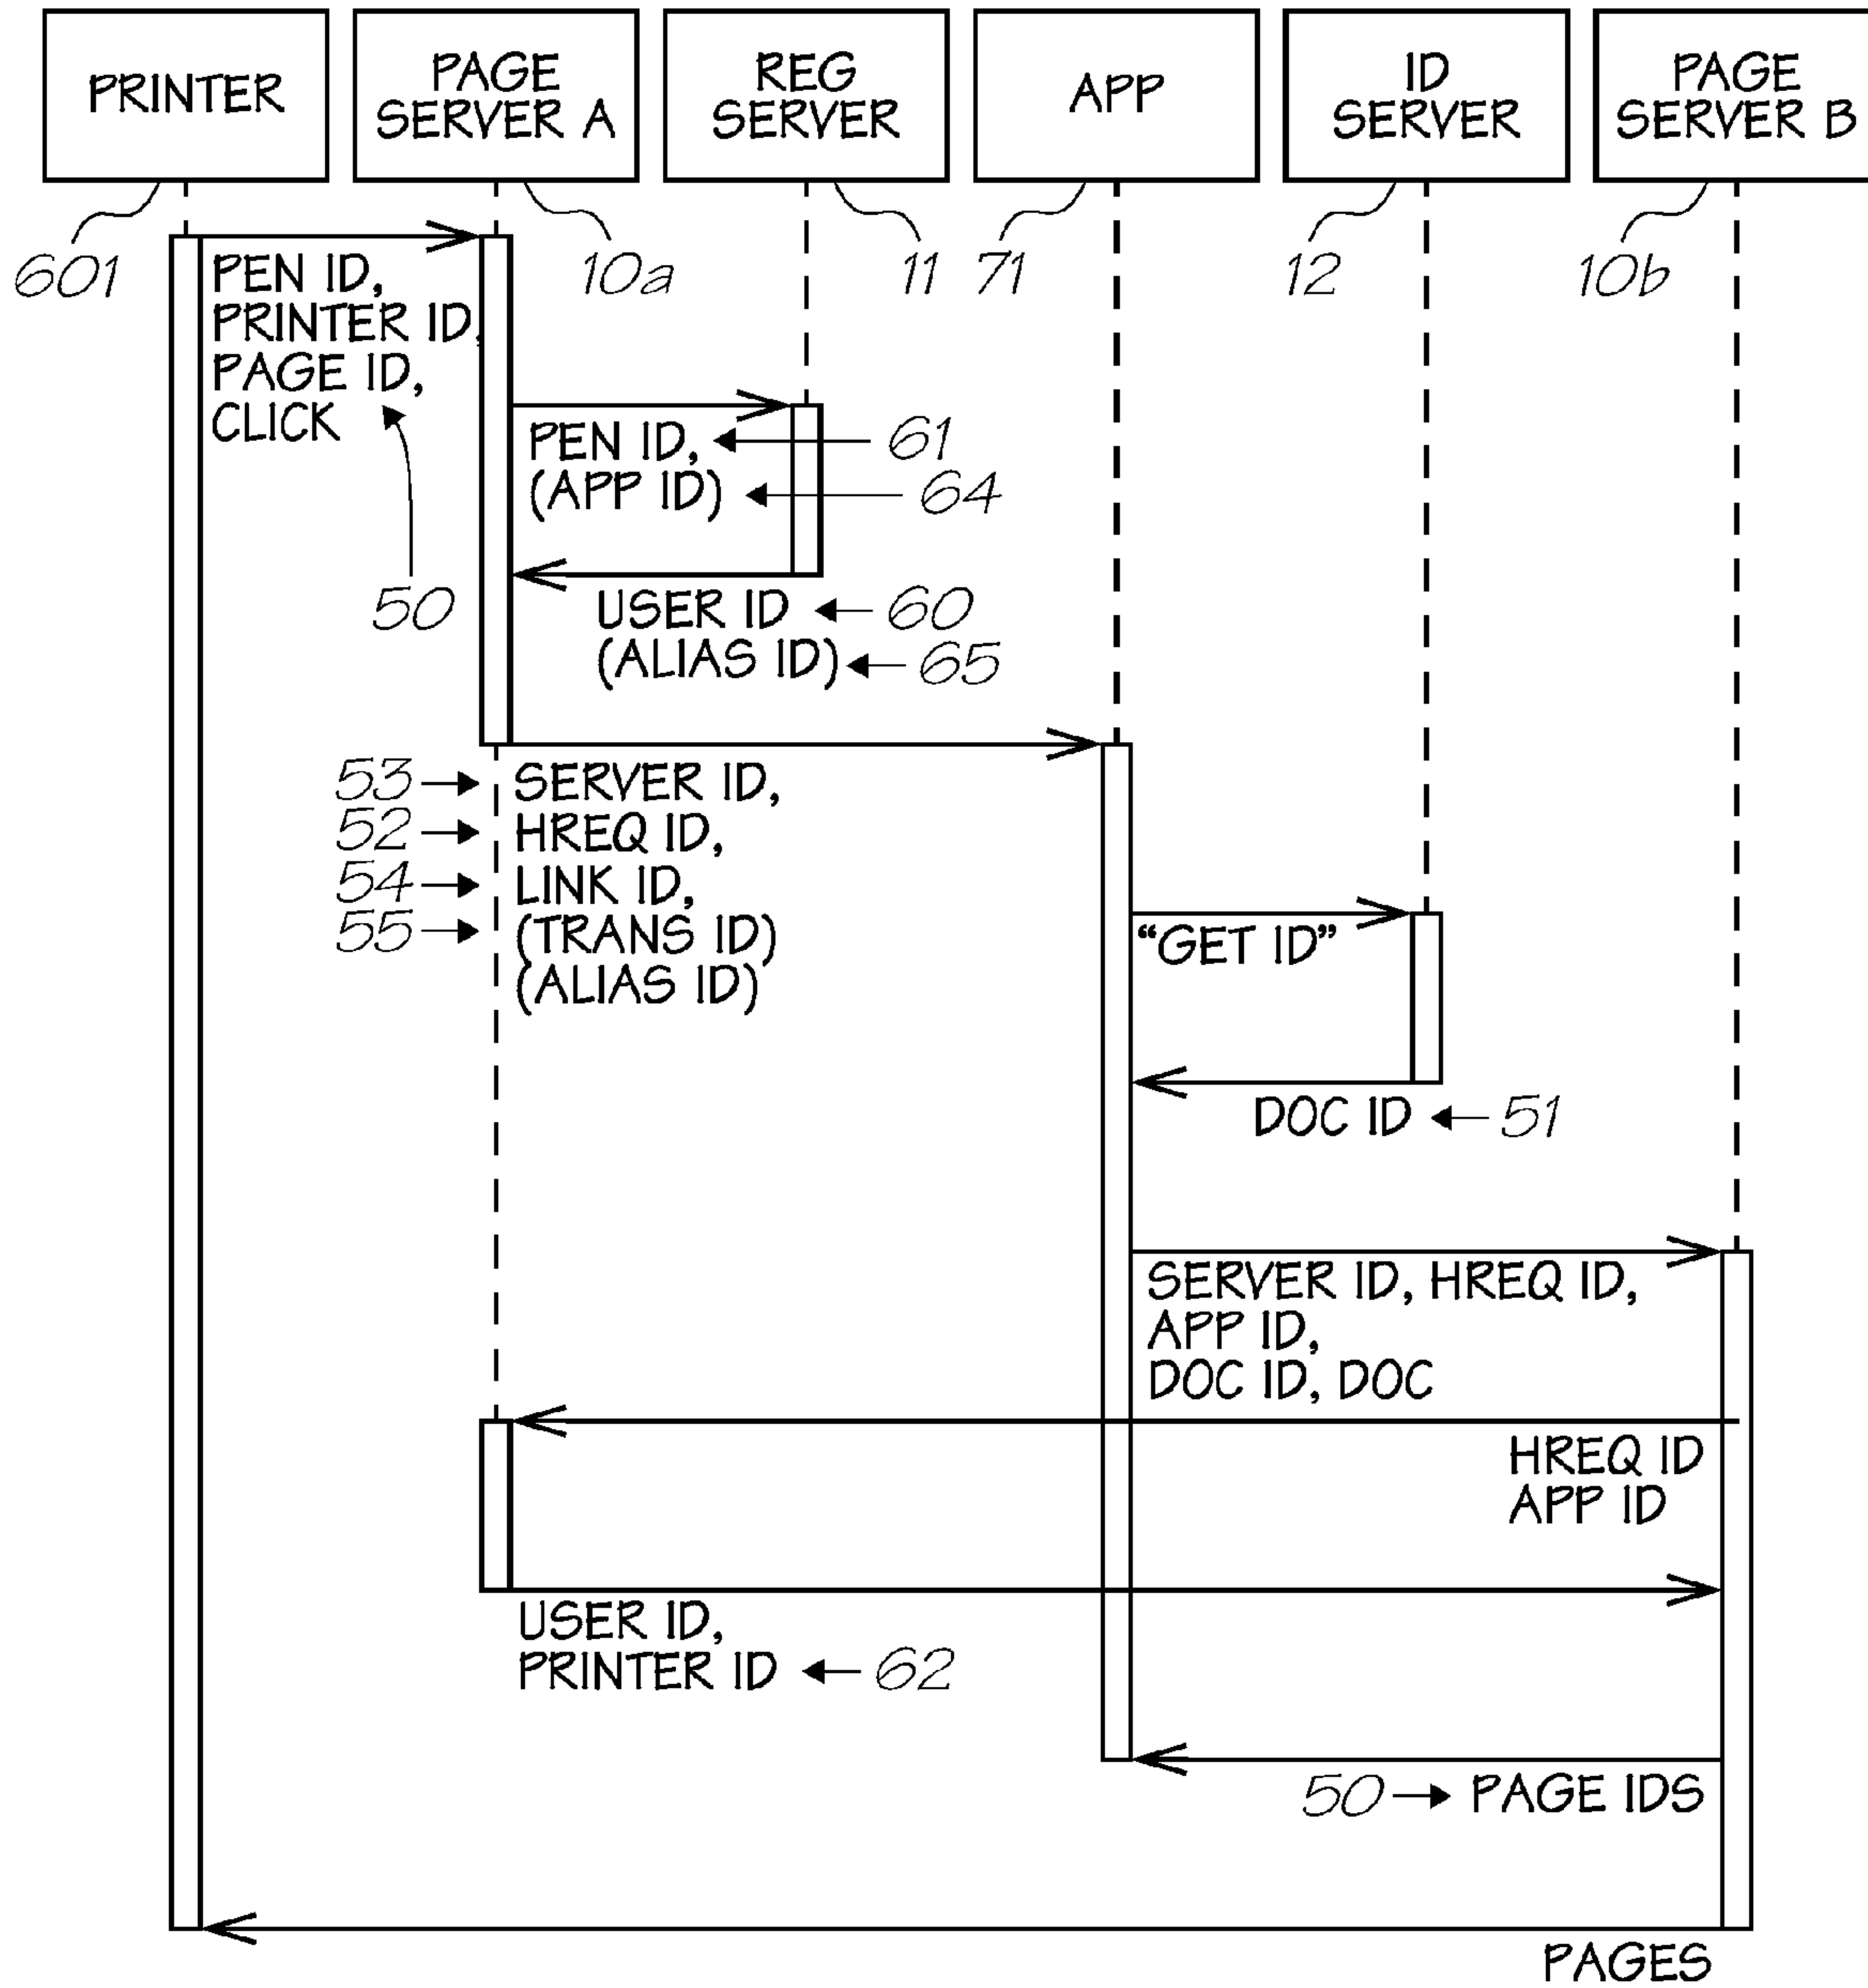 PRINTER
PAGE
SERVER A
REG
SERVER
APP
ID
SERVER
PAGE
SERVER B
601
10a
11
71
12
10b
PEN ID,
PRINTER ID,
PAGE ID,
CLICK
50
PEN ID,
61
(APP ID)
64
USER ID
60
(ALIAS ID)
65
53
SERVER ID,
52
HREQ ID,
54
LINK ID,
55
(TRANS ID)
(ALIAS ID)
“GET ID”
DOC ID
51
SERVER ID, HREQ ID,
APP ID,
DOC ID, DOC
HREQ ID
APP ID
USER ID,
PRINTER ID
62
50
PAGE IDS
PAGES